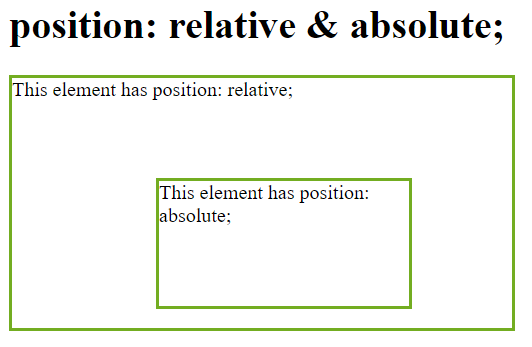 position: relative & absolute;
This element has position: relative;
This element has position:
absolute;